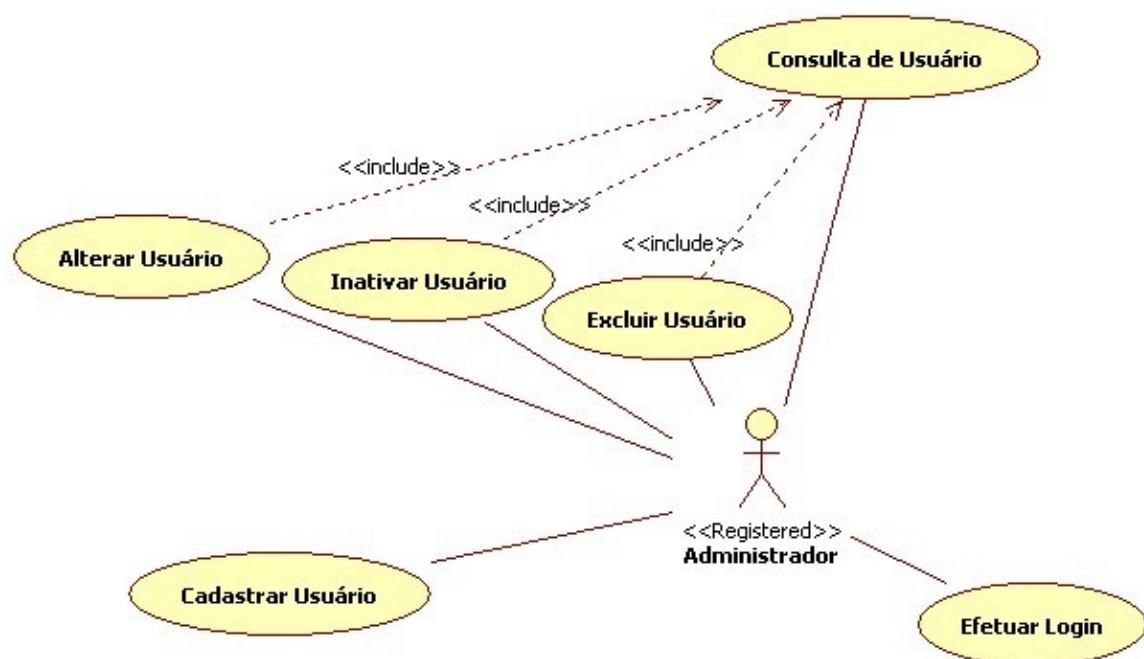 Consulta de Usuário
<<include>>
<<include>>
<<include>>
Alterar Usuário
Inativar Usuário
Excluir Usuário
<<Registered>>
Administrador
Cadastrar Usuário
Efetuar Login